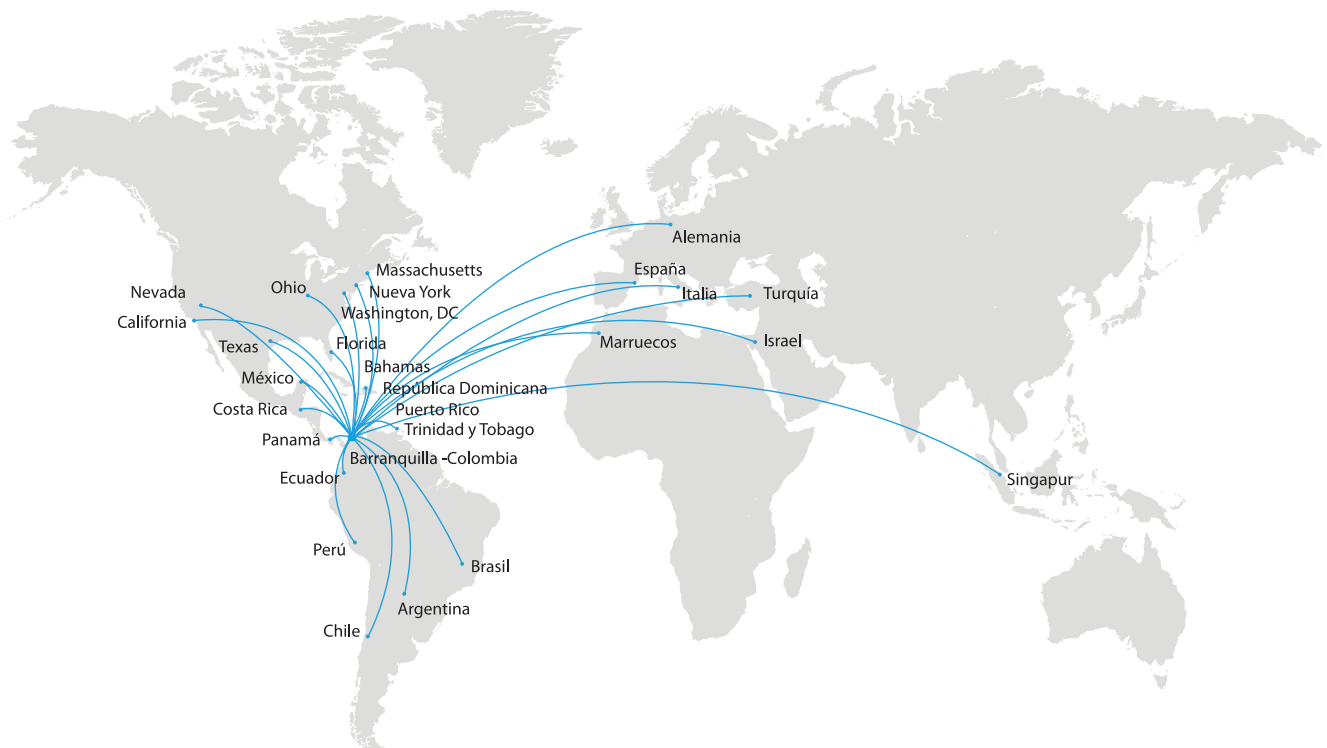 Alemania
Massachusetts
España
Ohio
Nueva York
Nevada
Italia
Turquía
Washington, DC
California
Florida
Texas
Marruecos
Israel
Bahamas
México
República Dominicana
Costa Rica
Puerto Rico
Trinidad y Tobago
Panamá
Barranquilla -Colombia
Ecuador
Singapur
Perú
Brasil
Argentina
Chile